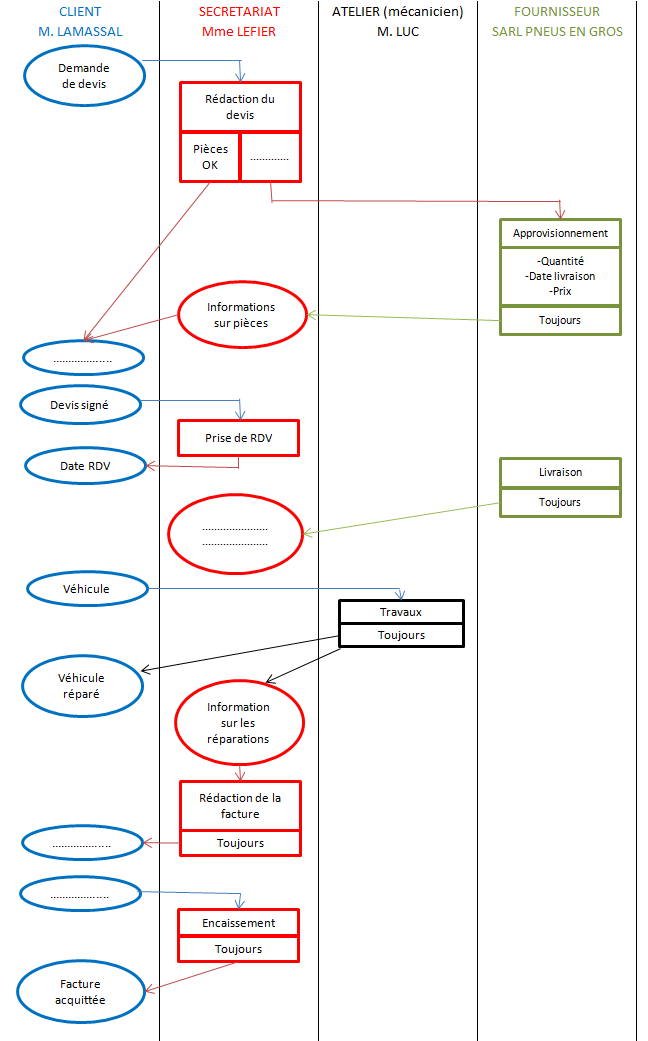 CLIENT
M. LAMASSAL
SECRETARIAT
Mme LEFIER
ATELIER (mécanicien)
M. LUC
FOURNISSEUR
SARL PNEUS EN GROS
Demande
de devis
Rédaction du
devis
Pièces
OK
.............
Approvisionnement
-Quantité
-Date livraison
-Prix
Toujours
Informations
sur pièces
...................
Devis signé
Prise de RDV
Date RDV
Livraison
Toujours
......................
......................
Véhicule
Travaux
Toujours
Véhicule
réparé
Information
sur les
réparations
Rédaction de la
facture
Toujours
...................
...................
Encaissement
Toujours
Facture
acquittée